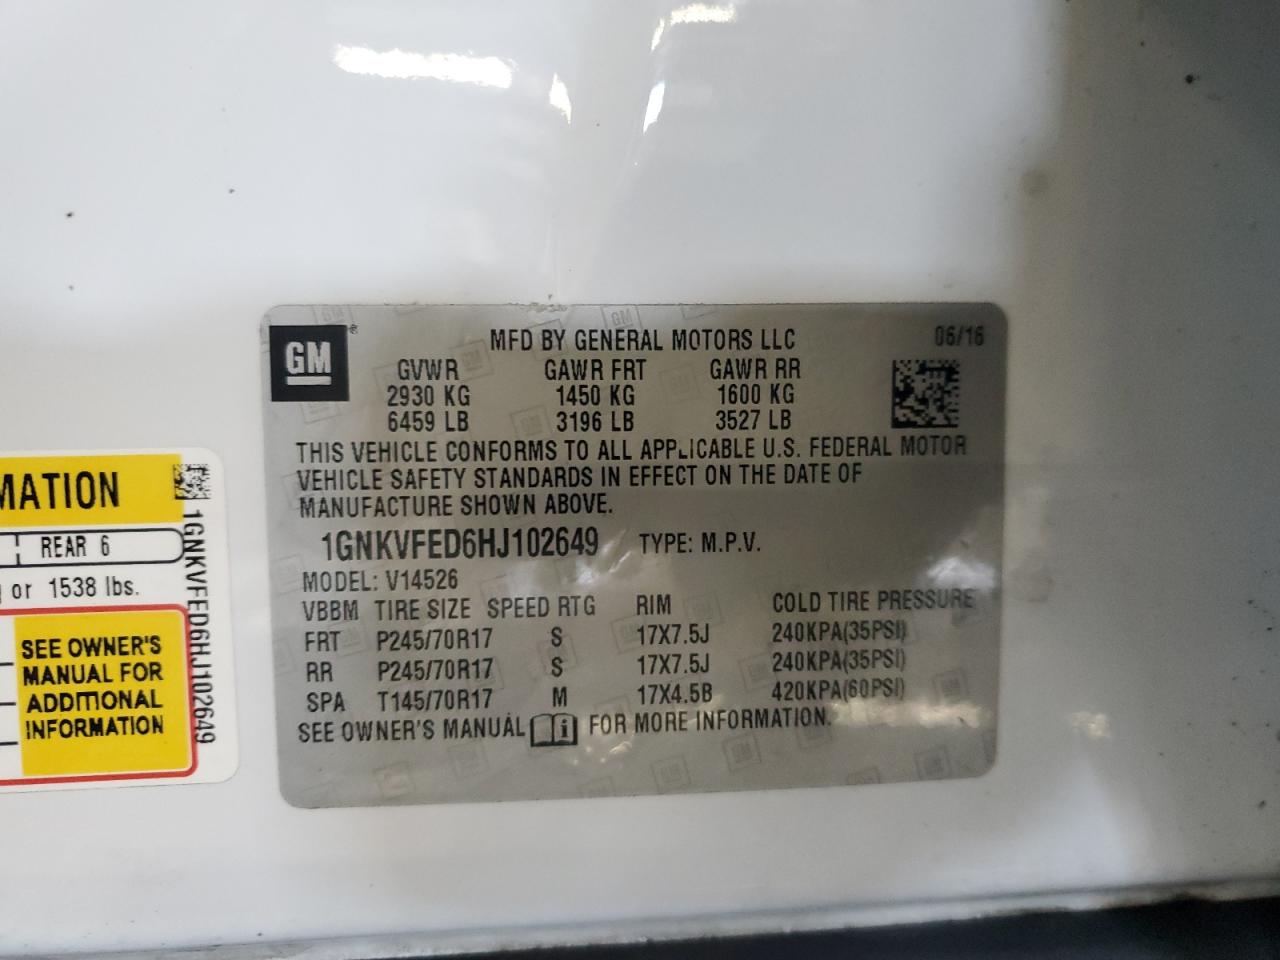 GM
®
MFD BY GENERAL MOTORS LLC 06/16
GVWR GAWR FRT GAWR RR
2930 KG 1450 KG 1600 KG
6459 LB 3196 LB 3527 LB
THIS VEHICLE CONFORMS TO ALL APPLICABLE U.S. FEDERAL MOTOR
VEHICLE SAFETY STANDARDS IN EFFECT ON THE DATE OF
MANUFACTURE SHOWN ABOVE.
1GNKVFED6HJ102649 TYPE: M.P.V.
MODEL: V14526
VBBM TIRE SIZE SPEED RTG RIM COLD TIRE PRESSURE
FRT P245/70R17 S 17X7.5J 240KPA(35PSI)
RR P245/70R17 S 17X7.5J 240KPA(35PSI)
SPA T145/70R17 M 17X4.5B 420KPA(60PSI)
SEE OWNER'S MANUAL i FOR MORE INFORMATION.
MATION
REAR 6
or 1538 lbs.
SEE OWNER'S
MANUAL FOR
ADDITIONAL
INFORMATION
1GNKVFED6HJ102649